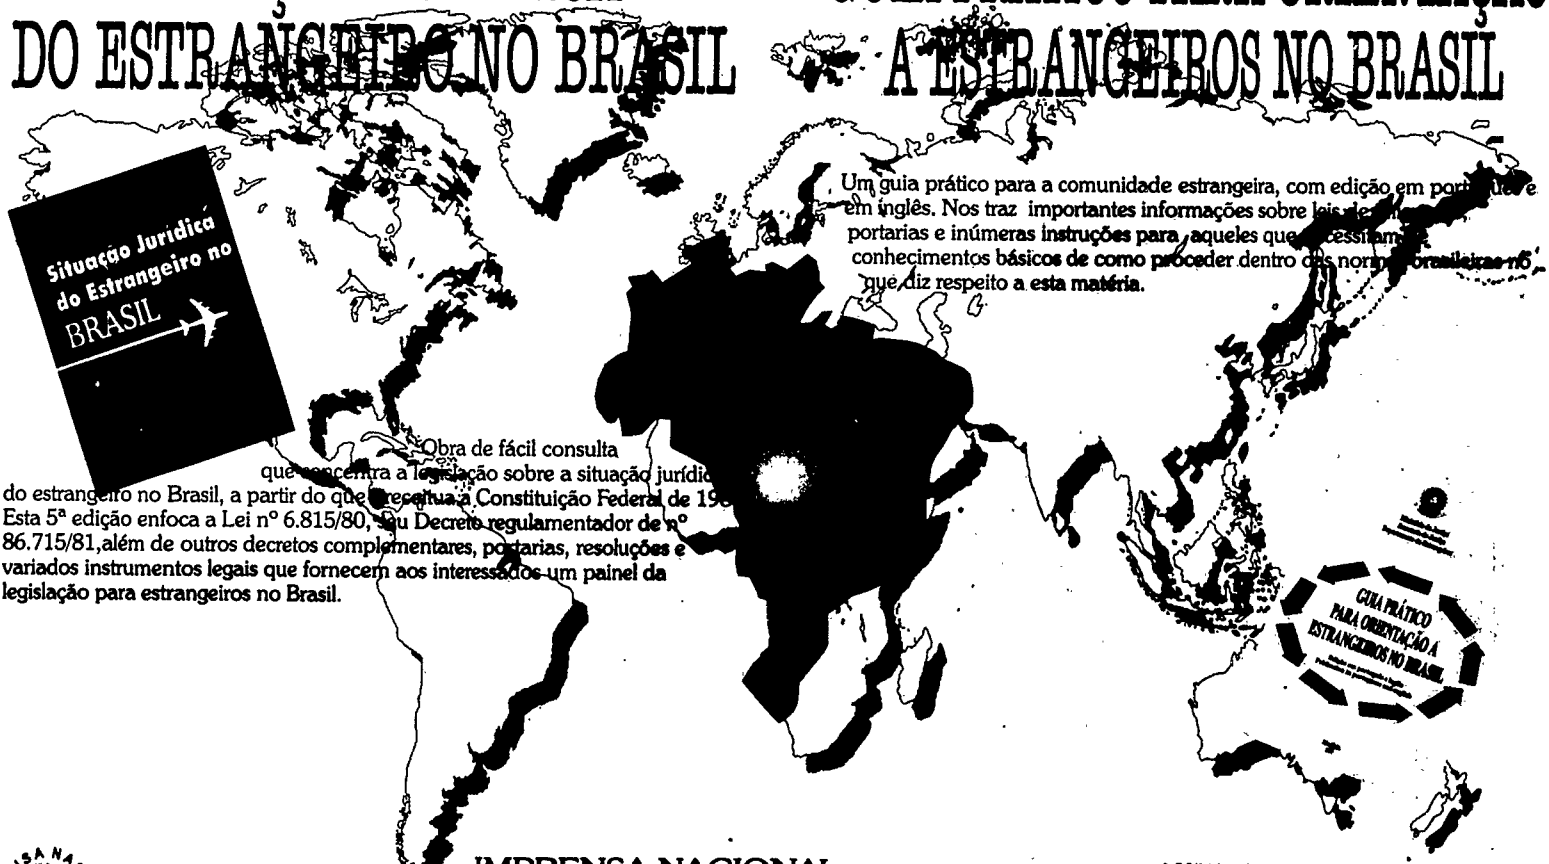 DO ESTRANGEIRO NO BRASIL
A ESTRANGEIROS NO BRASIL
Situação Jurídica
do Estrangeiro no
BRASIL
Um guia prático para a comunidade estrangeira, com edição em português e
em inglês. Nos traz importantes informações sobre leis de
portarias e inúmeras instruções para aqueles que necessitam de
conhecimentos básicos de como proceder dentro das normas brasileiras no
que diz respeito a esta matéria.
Obra de fácil consulta
que concentra a legislação sobre a situação jurídica
do estrangeiro no Brasil, a partir do que preceitua a Constituição Federal de
Esta 5ª edição enfoca a Lei nº 6.815/80, seu Decreto regulamentador de nº
86.715/81,além de outros decretos complementares, portarias, resoluções e
variados instrumentos legais que fornecem aos interessados um painel da
legislação para estrangeiros no Brasil.
GUIA PRÁTICO
PARA ORIENTAÇÃO A
ESTRANGEIROS NO BRASIL
IMPRENSA NACIONAL